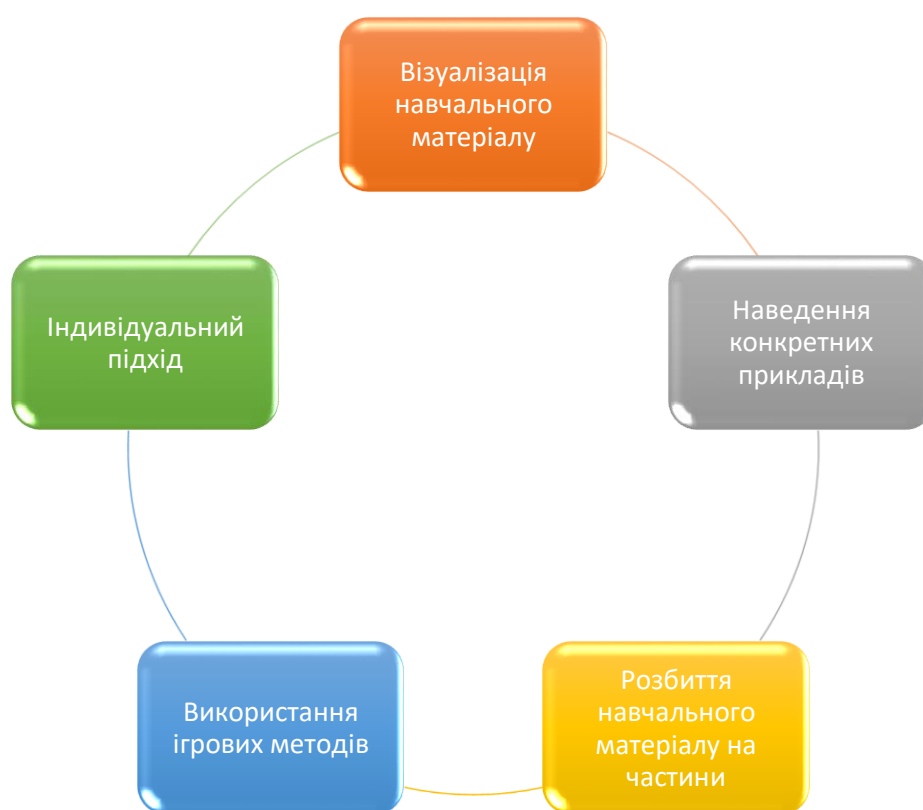 Візуалізація
навчального
матеріалу
Наведення
конкретних
прикладів
Розбиття
навчального
матеріалу на
частини
Використання
ігрових методів
Індивідуальний
підхід